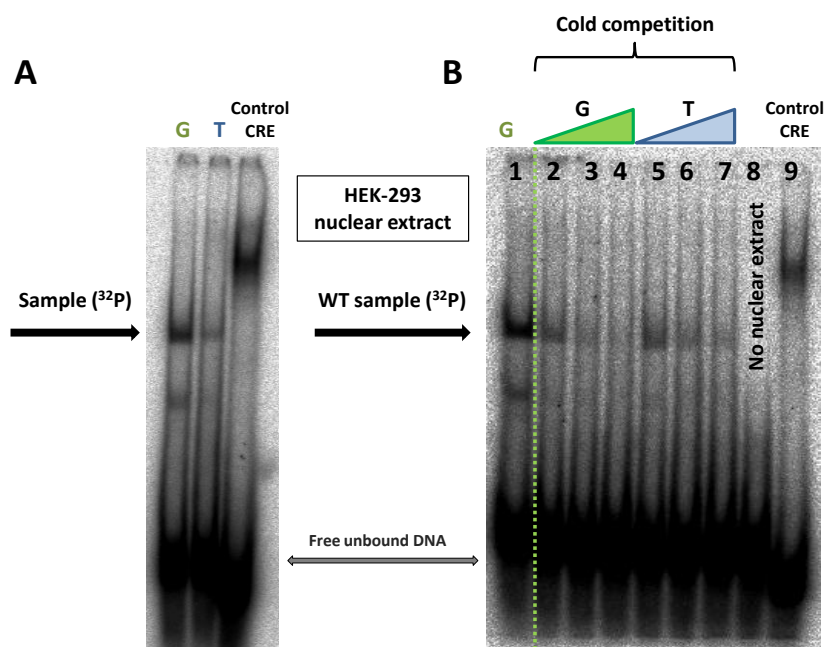 Cold competition
A
B
G T Control
CRE
G
G
T
Control
CRE
1 2 3 4 5 6 7 8 9
HEK-293
nuclear extract
No nuclear extract
Sample (³²P)
WT sample (³²P)
Free unbound DNA